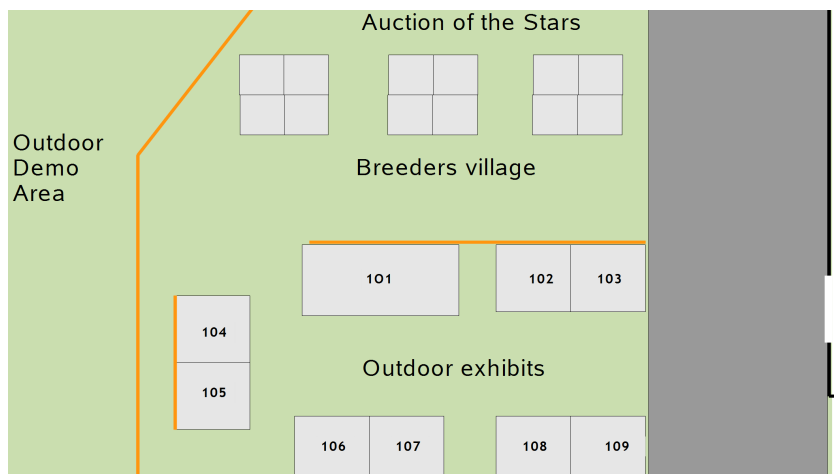 Auction of the Stars
Outdoor
Demo
Area
Breeders village
101
102
103
104
105
Outdoor exhibits
106
107
108
109